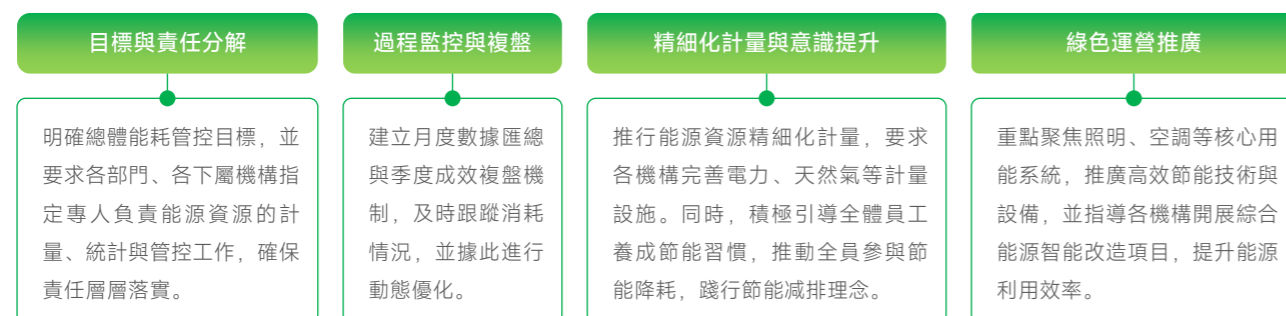 目標與責任分解
明確總體能耗管控目標，並
要求各部門、各下屬機構指
定專人負責能源資源的計
量、統計與管控工作，確保
責任層層落實。
過程監控與複盤
建立月度數據匯總
與季度成效複盤機
制，及時跟蹤消耗
情況，並據此進行
動態優化。
精細化計量與意識提升
推行能源資源精細化計量，要求
各機構完善電力、天然氣等計量
設施。同時，積極引導全體員工
養成節能習慣，推動全員參與節
能降耗，踐行節能減排理念。
綠色運營推廣
重點聚焦照明、空調等核心用
能系統，推廣高效節能技術與
設備，並指導各機構開展綜合
能源智能改造項目，提升能源
利用效率。